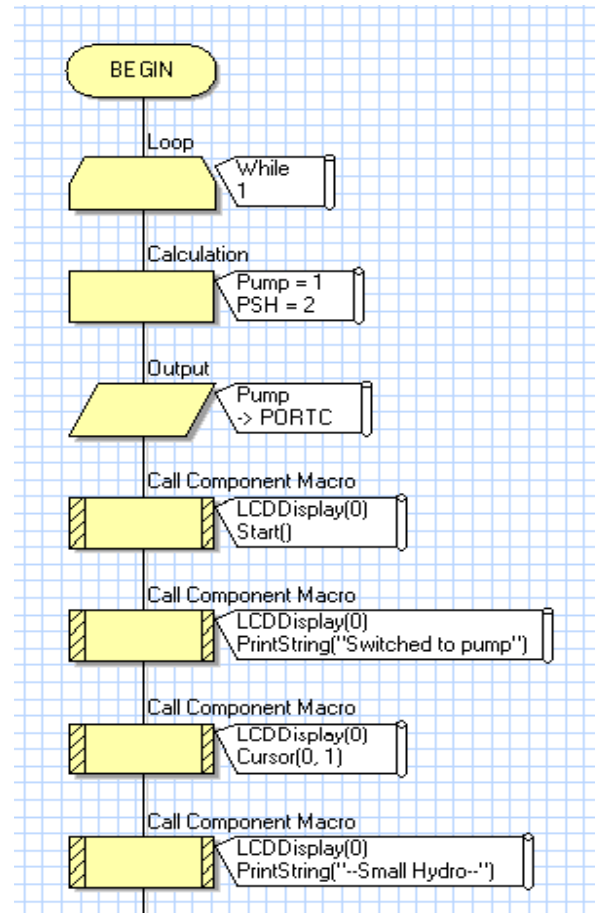 BEGIN
Loop
While
1
Calculation
Pump = 1
PSH = 2
Output
Pump
-> PORTC
Call Component Macro
LCDDisplay(0)
Start()
Call Component Macro
LCDDisplay(0)
PrintString("Switched to pump")
Call Component Macro
LCDDisplay(0)
Cursor(0, 1)
Call Component Macro
LCDDisplay(0)
PrintString("--Small Hydro--")